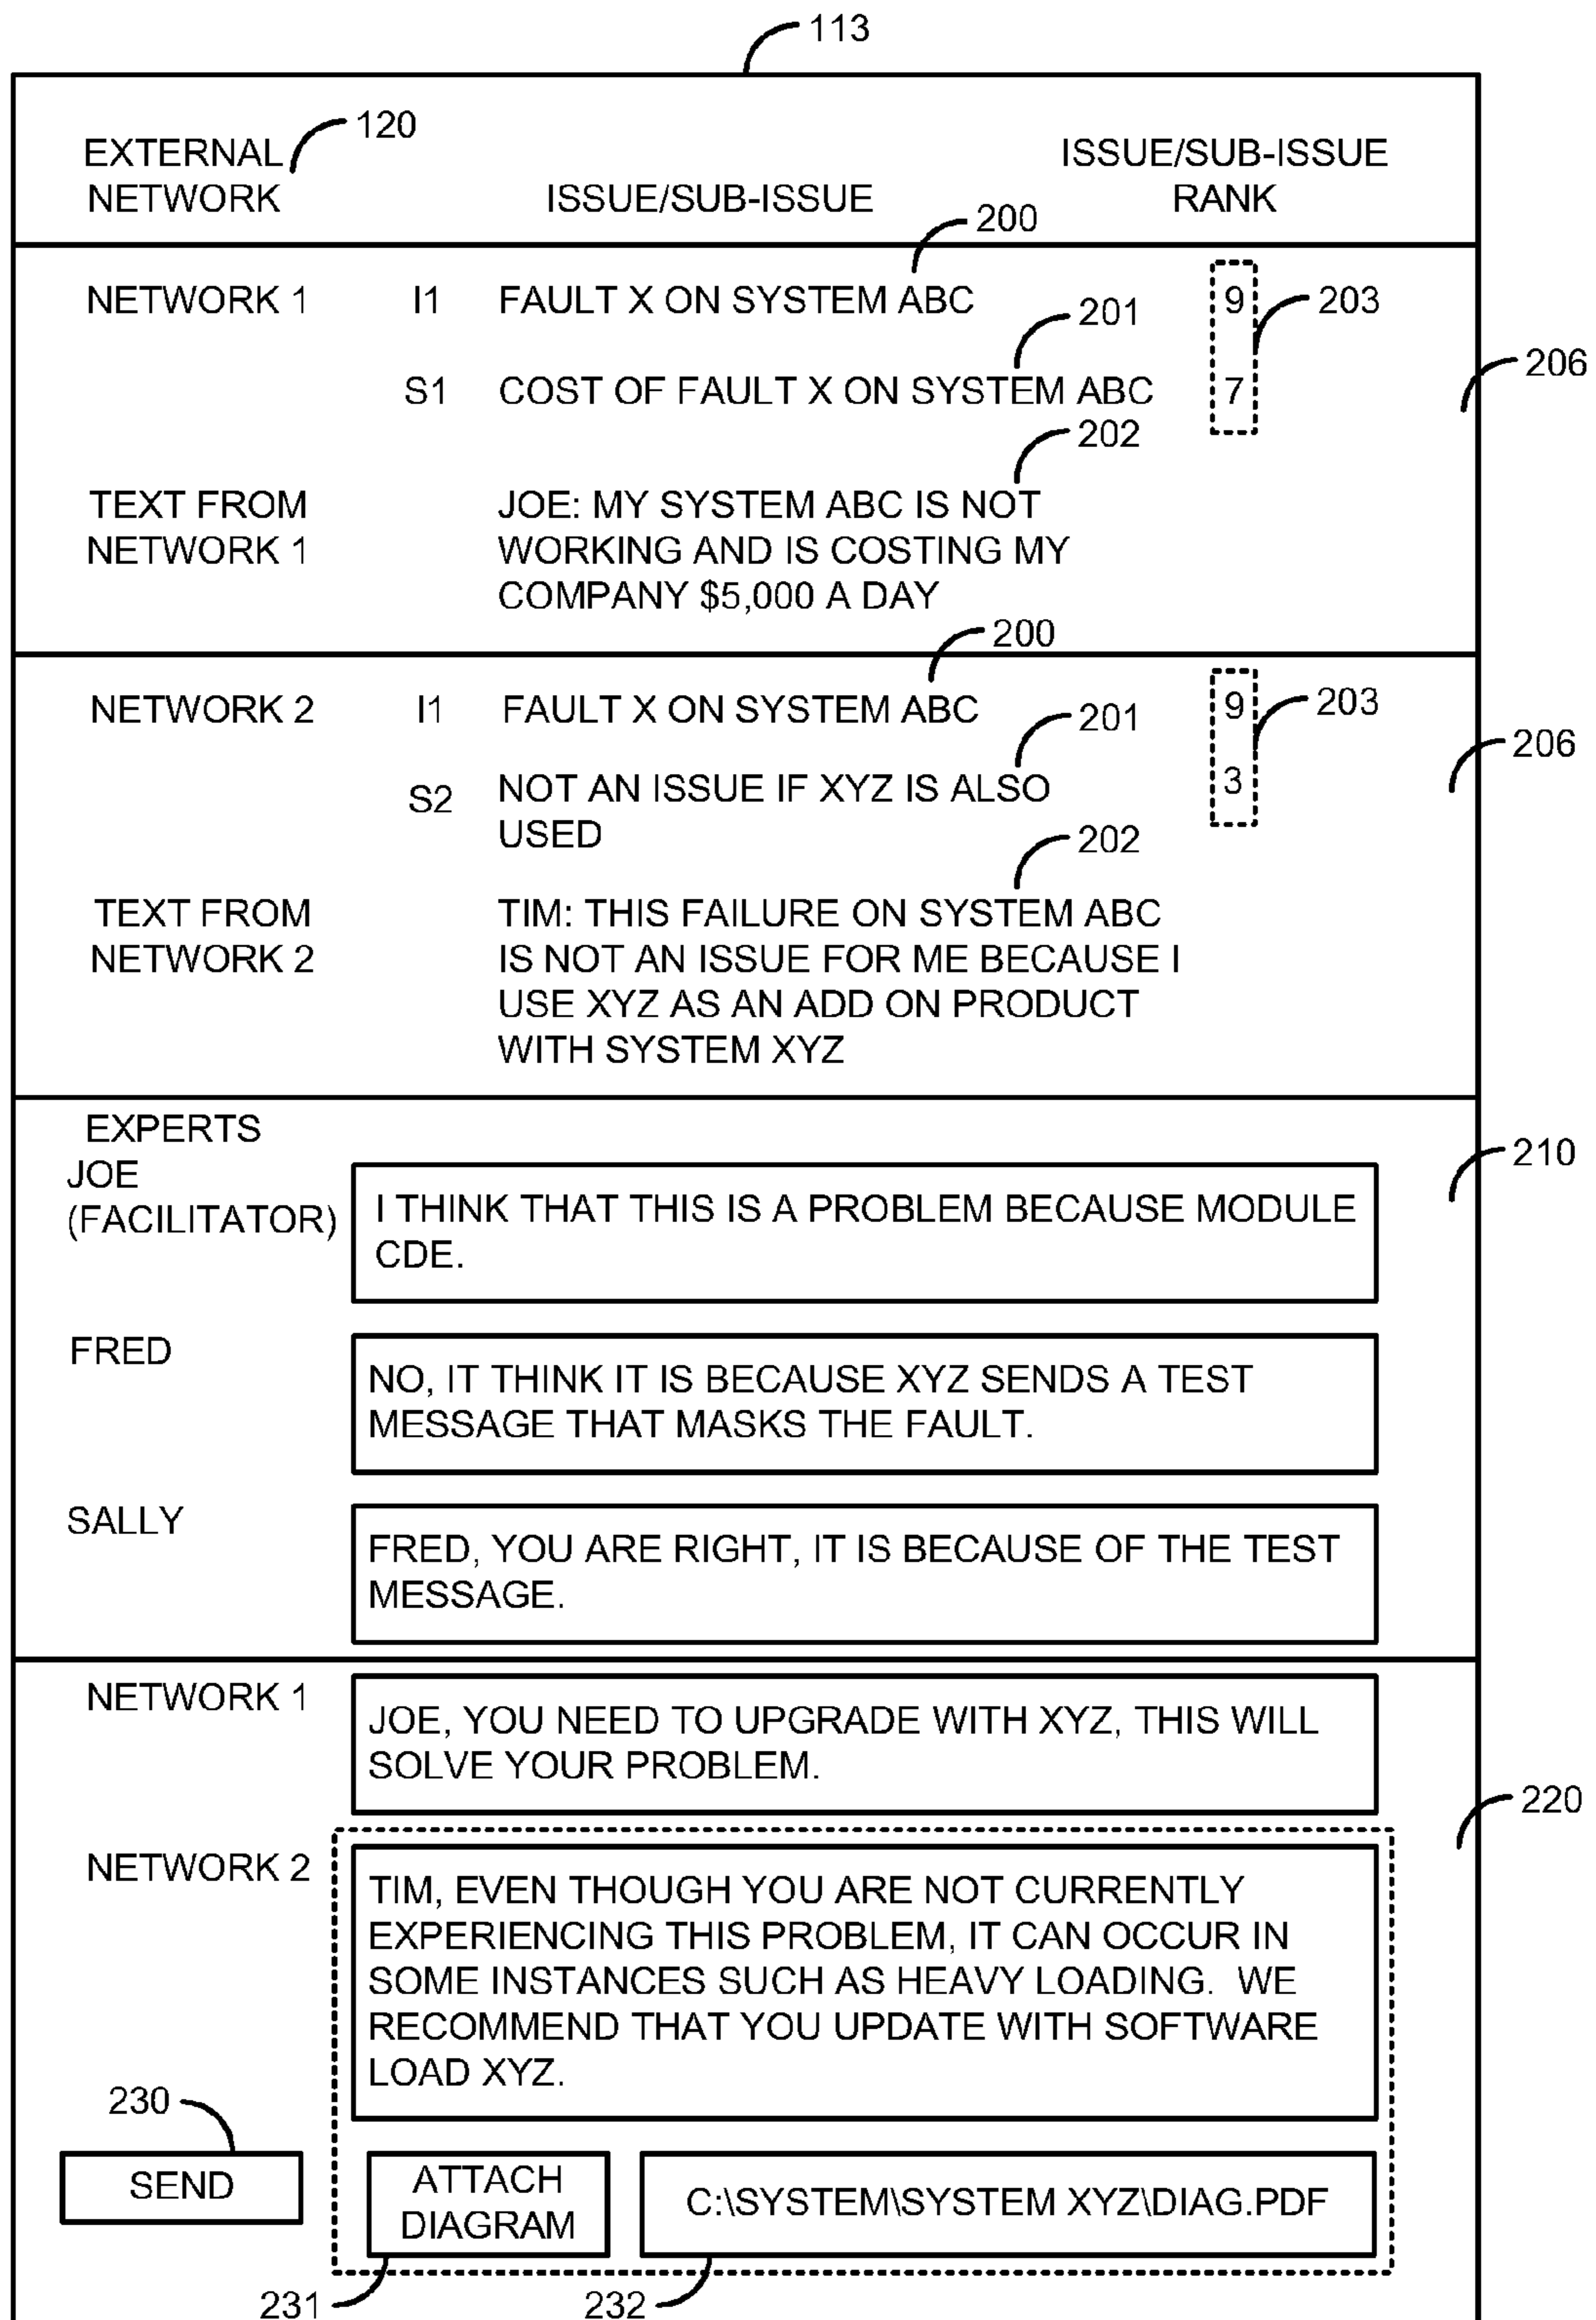 113
EXTERNAL NETWORK 120
ISSUE/SUB-ISSUE
ISSUE/SUB-ISSUE RANK
200
NETWORK 1 I1 FAULT X ON SYSTEM ABC 9 203
201
S1 COST OF FAULT X ON SYSTEM ABC 7
206
202
TEXT FROM NETWORK 1
JOE: MY SYSTEM ABC IS NOT
WORKING AND IS COSTING MY
COMPANY $5,000 A DAY
200
NETWORK 2 I1 FAULT X ON SYSTEM ABC 9 203
201
206
S2 NOT AN ISSUE IF XYZ IS ALSO 3
USED
202
TEXT FROM NETWORK 2
TIM: THIS FAILURE ON SYSTEM ABC
IS NOT AN ISSUE FOR ME BECAUSE I
USE XYZ AS AN ADD ON PRODUCT
WITH SYSTEM XYZ
EXPERTS
210
JOE
(FACILITATOR)
I THINK THAT THIS IS A PROBLEM BECAUSE MODULE
CDE.
FRED
NO, IT THINK IT IS BECAUSE XYZ SENDS A TEST
MESSAGE THAT MASKS THE FAULT.
SALLY
FRED, YOU ARE RIGHT, IT IS BECAUSE OF THE TEST
MESSAGE.
NETWORK 1
JOE, YOU NEED TO UPGRADE WITH XYZ, THIS WILL
SOLVE YOUR PROBLEM.
220
NETWORK 2
TIM, EVEN THOUGH YOU ARE NOT CURRENTLY
EXPERIENCING THIS PROBLEM, IT CAN OCCUR IN
SOME INSTANCES SUCH AS HEAVY LOADING. WE
RECOMMEND THAT YOU UPDATE WITH SOFTWARE
LOAD XYZ.
230
SEND
ATTACH
DIAGRAM
C:\SYSTEM\SYSTEM XYZ\DIAG.PDF
231
232